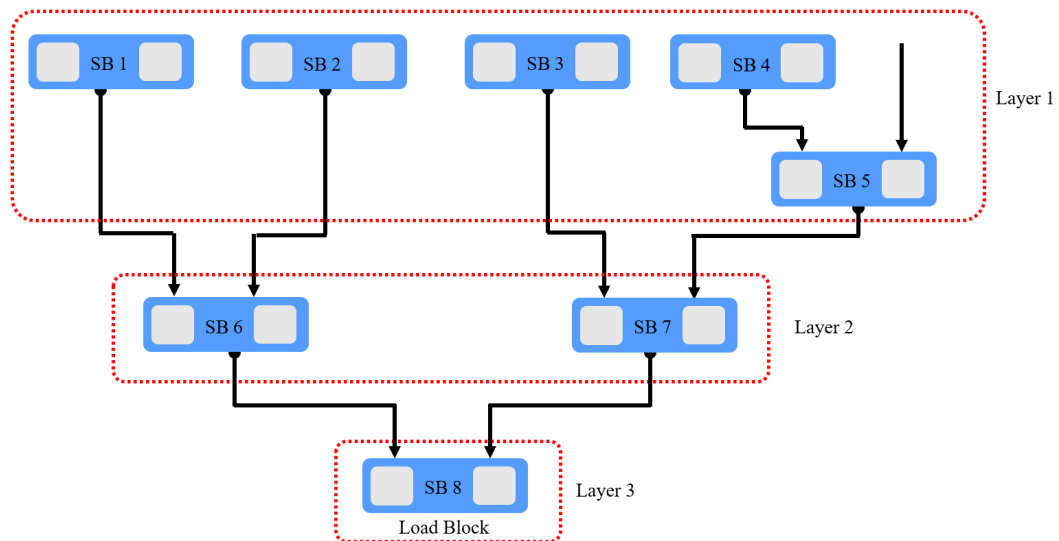 SB 1
SB 2
SB 3
SB 4
Layer 1
SB 5
SB 6
SB 7
Layer 2
SB 8
Layer 3
Load Block